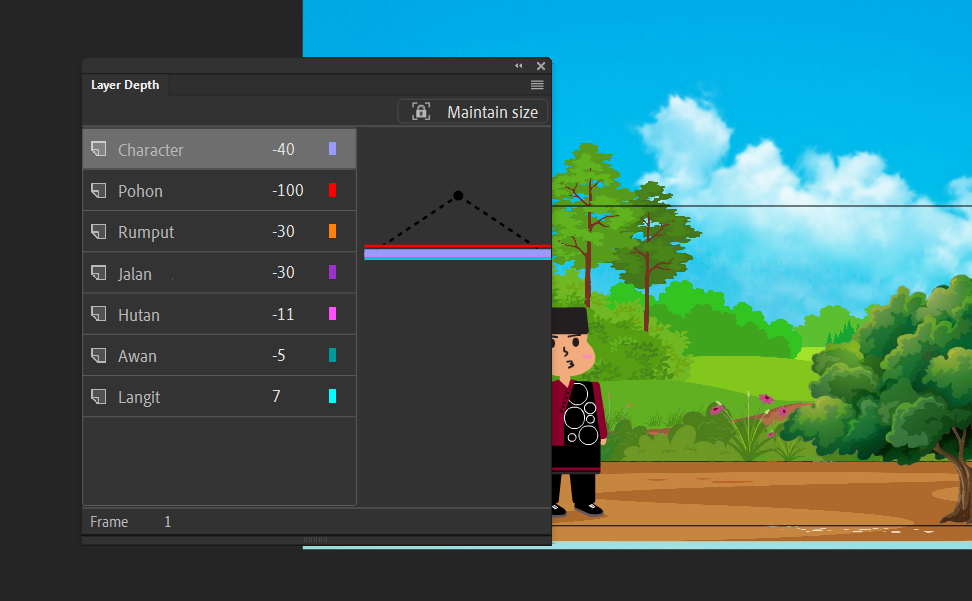 Layer Depth
Maintain size
Character -40
Pohon -100
Rumput -30
Jalan -30
Hutan -11
Awan -5
Langit 7
Frame 1